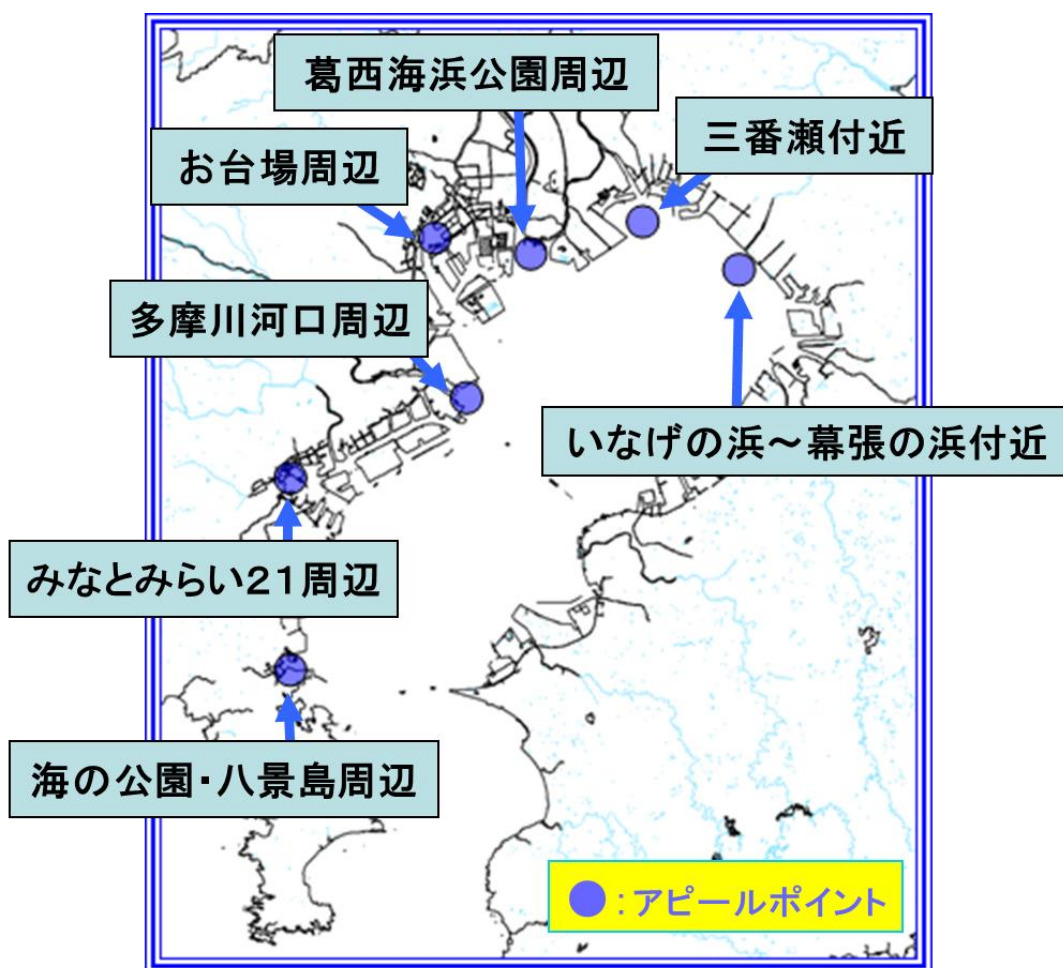 葛西海浜公園周辺
三番瀬付近
お台場周辺
多摩川河口周辺
いなげの浜～幕張の浜付近
みなとみらい２１周辺
海の公園・八景島周辺
●：アピールポイント